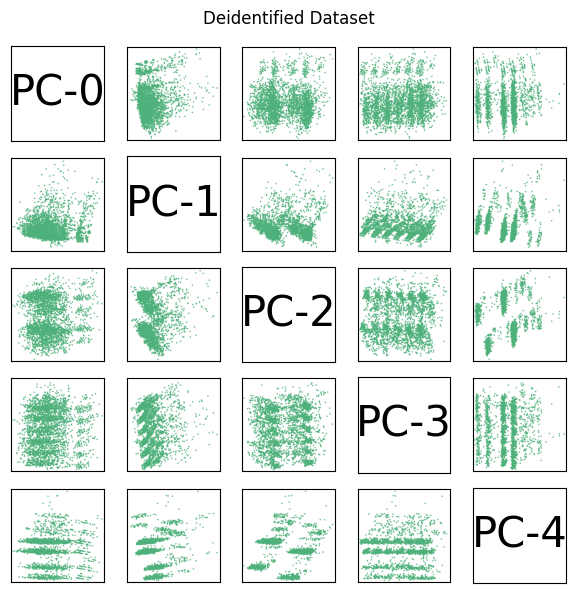 Deidentified Dataset
PC-0
PC-1
PC-2
PC-3
PC-4